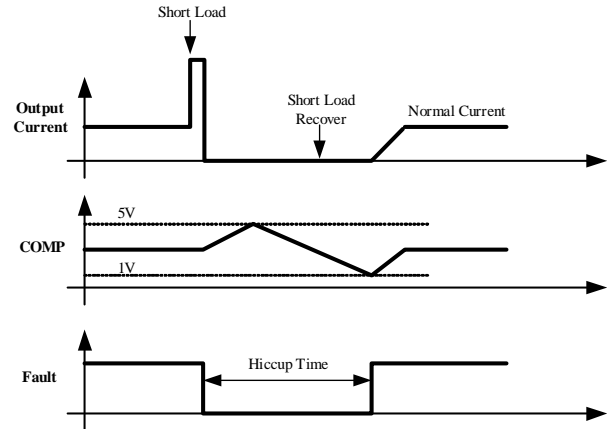 Short Load
Output
Current
Short Load
Recover
Normal Current
5V
COMP
1V
Hiccup Time
Fault